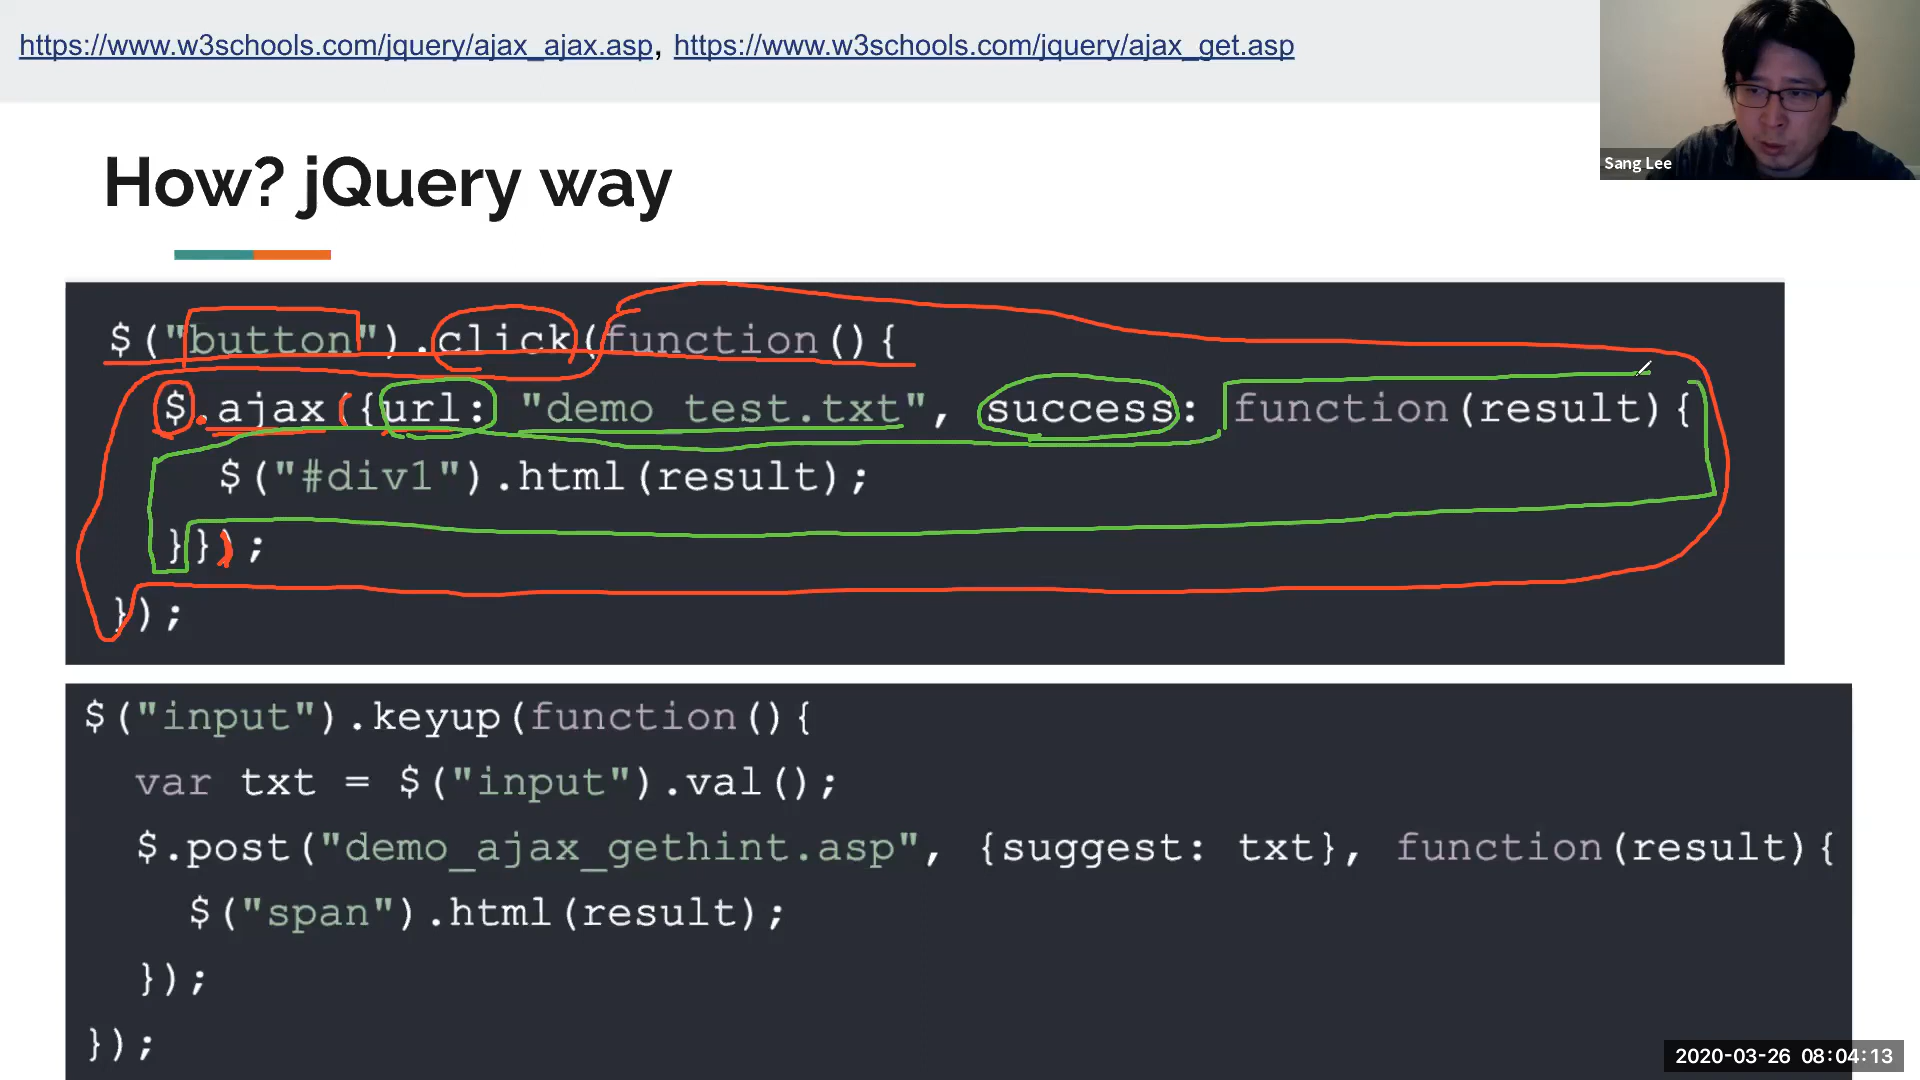 https://www.w3schools.com/jquery/ajax_ajax.asp, https://www.w3schools.com/jquery/ajax_get.asp
Sang Lee
How? jQuery way
$("button").click(function(){
$.ajax({url: "demo_test.txt", success: function(result){
$("#div1").html(result);
}});
});
$("input").keyup(function(){
var txt = $("input").val();
$.post("demo_ajax_gethint.asp", {suggest: txt}, function(result){
$("span").html(result);
});
});
2020-03-26 08:04:13